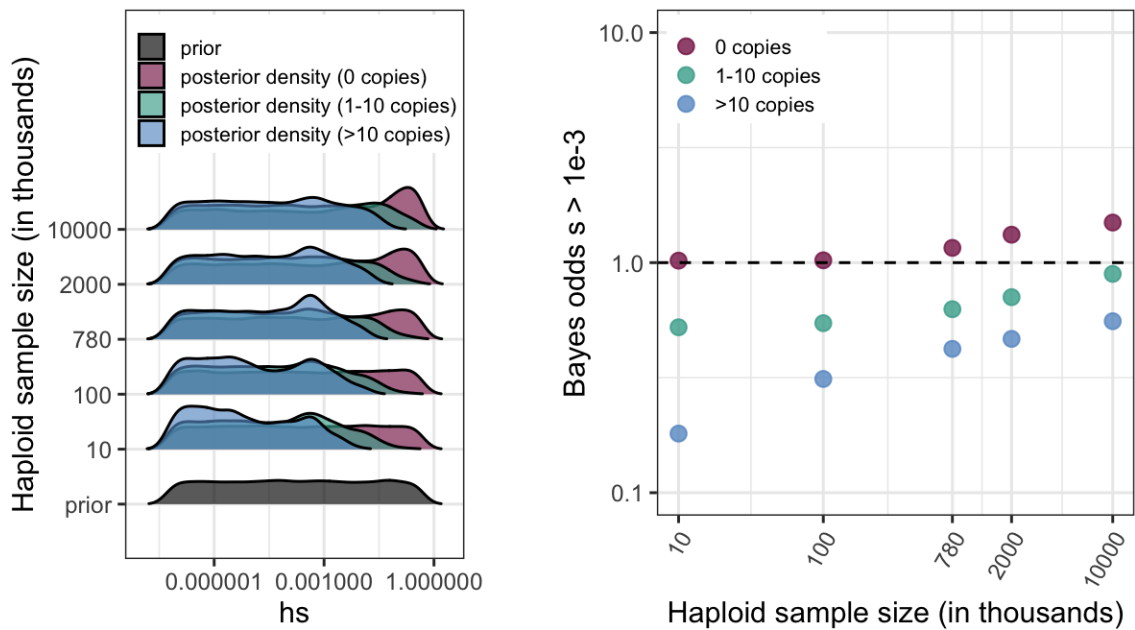 Haploid sample size (in thousands)
prior
posterior density (0 copies)
posterior density (1-10 copies)
posterior density (>10 copies)
10000
2000
780
100
10
prior
0.000001
0.001000
1.000000
hs
Bayes odds s > 1e-3
0 copies
1-10 copies
>10 copies
10.0
1.0
0.1
10
100
780
2000
10000
Haploid sample size (in thousands)